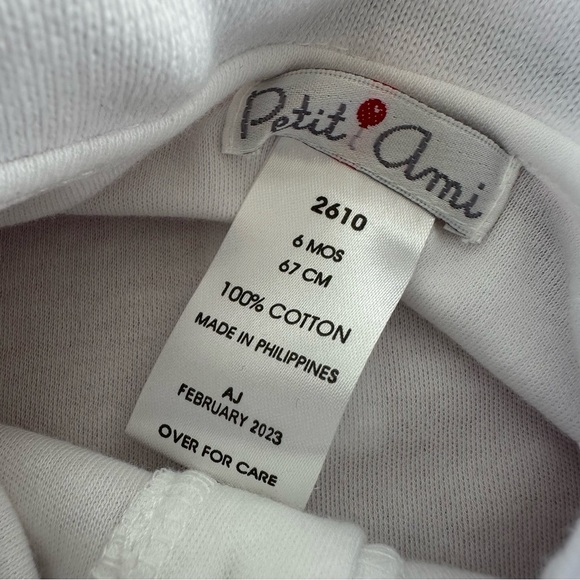 Petit Ami
2610
6 MOS
67 CM
100% COTTON
MADE IN PHILIPPINES
AJ
FEBRUARY 2023
OVER FOR CARE